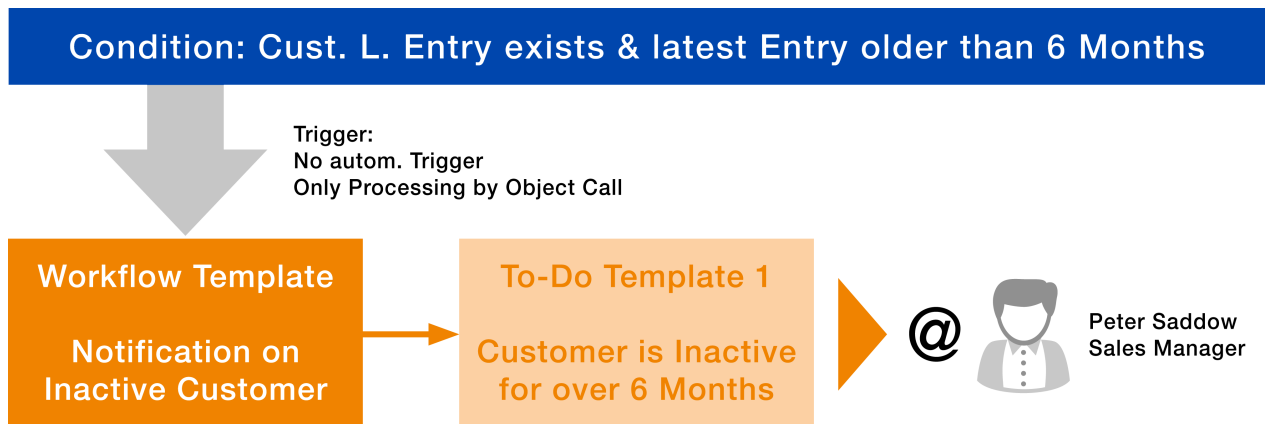 Condition: Cust. L. Entry exists & latest Entry older than 6 Months
Trigger:
No autom. Trigger
Only Processing by Object Call
Workflow Template
Notification on
Inactive Customer
To-Do Template 1
Customer is Inactive
for over 6 Months
@
Peter Saddow
Sales Manager